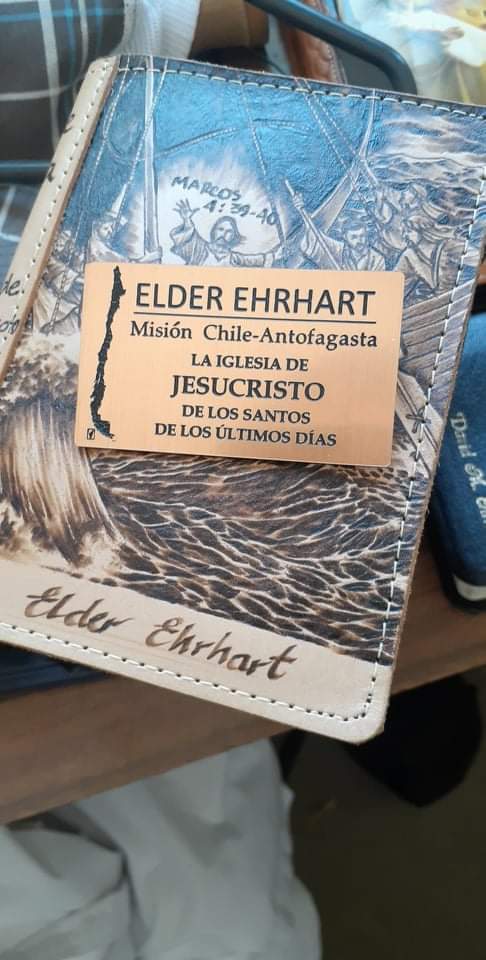 MARCOS
4:39-40
ELDER EHRHART
Misión Chile-Antofagasta
LA IGLESIA DE
JESUCRISTO
DE LOS SANTOS
DE LOS ÚLTIMOS DÍAS
Elder Ehrhart